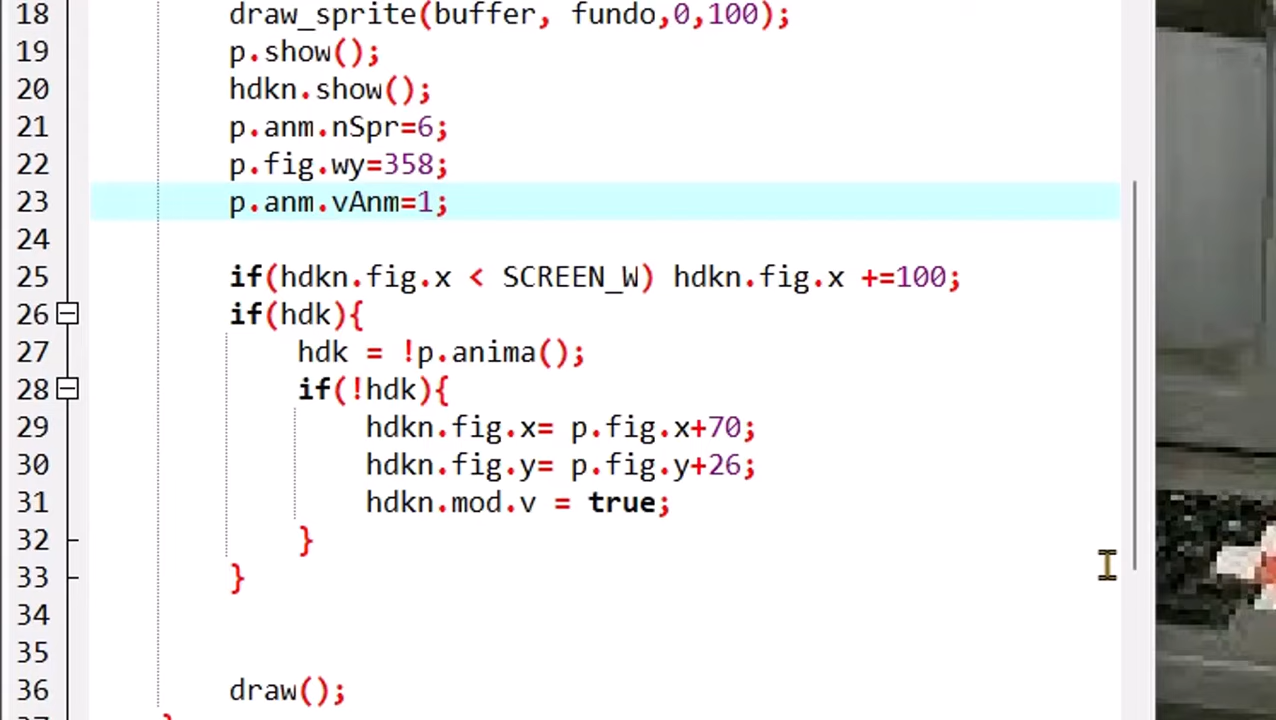 18 draw_sprite(buffer, fundo,0,100);
19 p.show();
20 hdkn.show();
21 p.anm.nSpr=6;
22 p.fig.wy=358;
23 p.anm.vAnm=1;
24
25 if(hdkn.fig.x < SCREEN_W) hdkn.fig.x +=100;
26 if(hdk){
27 hdk = !p.anima();
28 if(!hdk){
29 hdkn.fig.x= p.fig.x+70;
30 hdkn.fig.y= p.fig.y+26;
31 hdkn.mod.v = true;
32 }
33 }
34
35
36 draw();